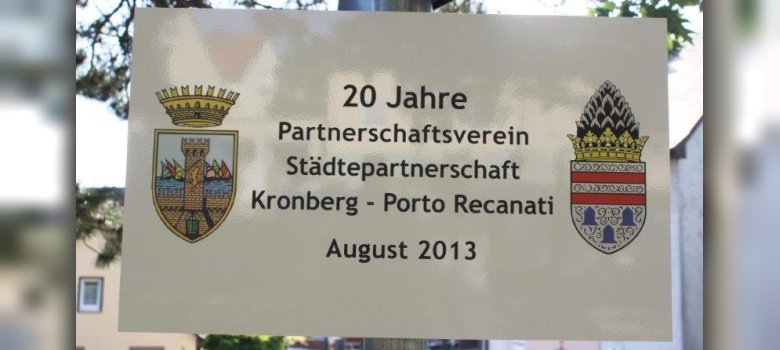 20 Jahre
Partnerschaftsverein
Städtepartnerschaft
Kronberg - Porto Recanati
August 2013